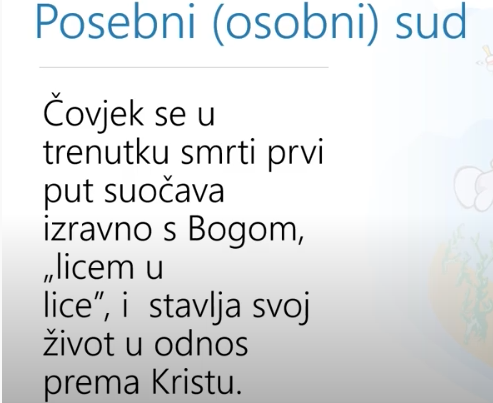 Posebni (osobni) sud
Čovjek se u
trenutku smrti prvi
put suočava
izravno s Bogom,
„licem u
lice”, i  stavlja svoj
život u odnos
prema Kristu.